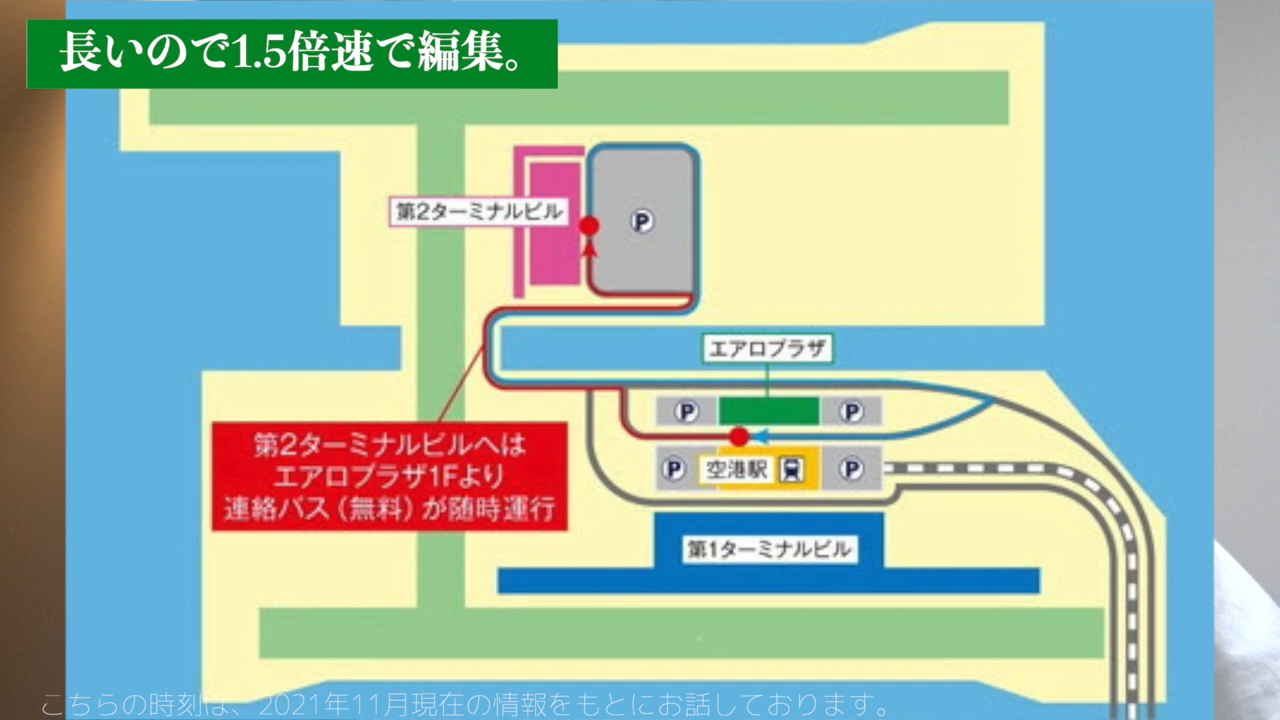 長いので1.5倍速で編集。
第2ターミナルビル
P
エアロプラザ
P
P
第2ターミナルビルへは
エアロプラザ1Fより
連絡バス（無料）が随時運行
P
空港駅
P
第1ターミナルビル
こちらの時刻は、2021年11月現在の情報をもとにお話しております。